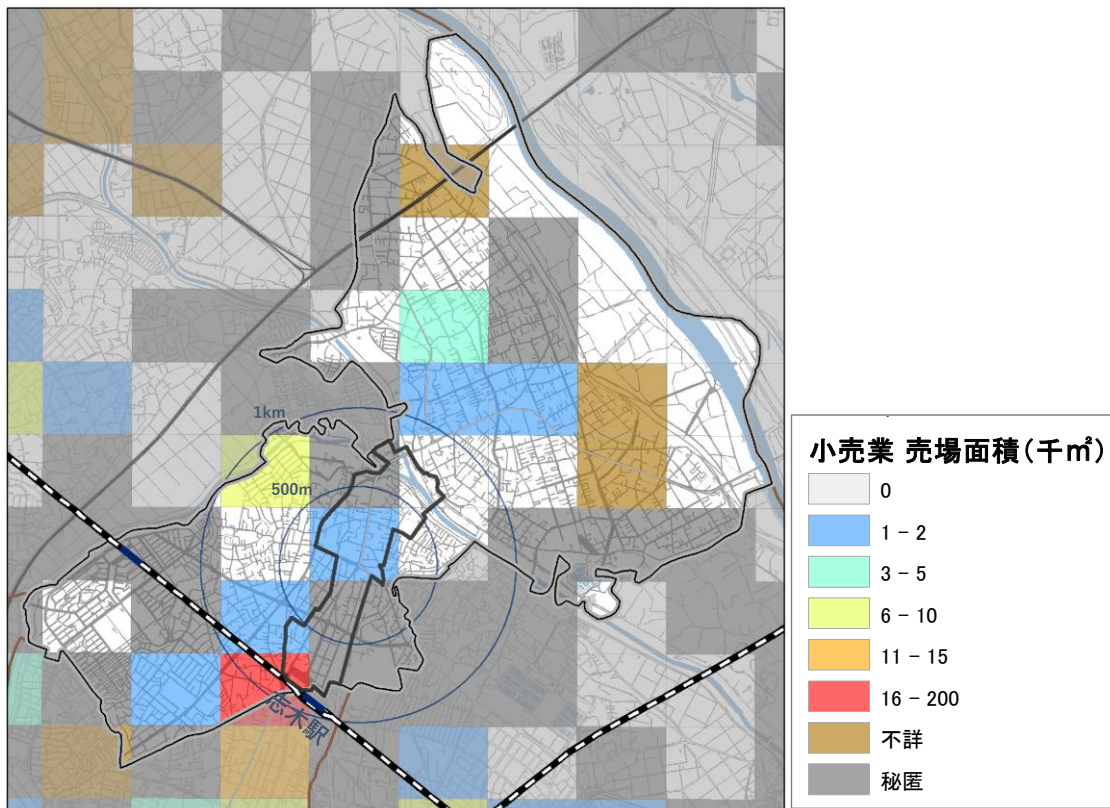 1km
500m
志木駅
小売業 売場面積(千㎡)
0
1 - 2
3 - 5
6 - 10
11 - 15
16 - 200
不詳
秘匿